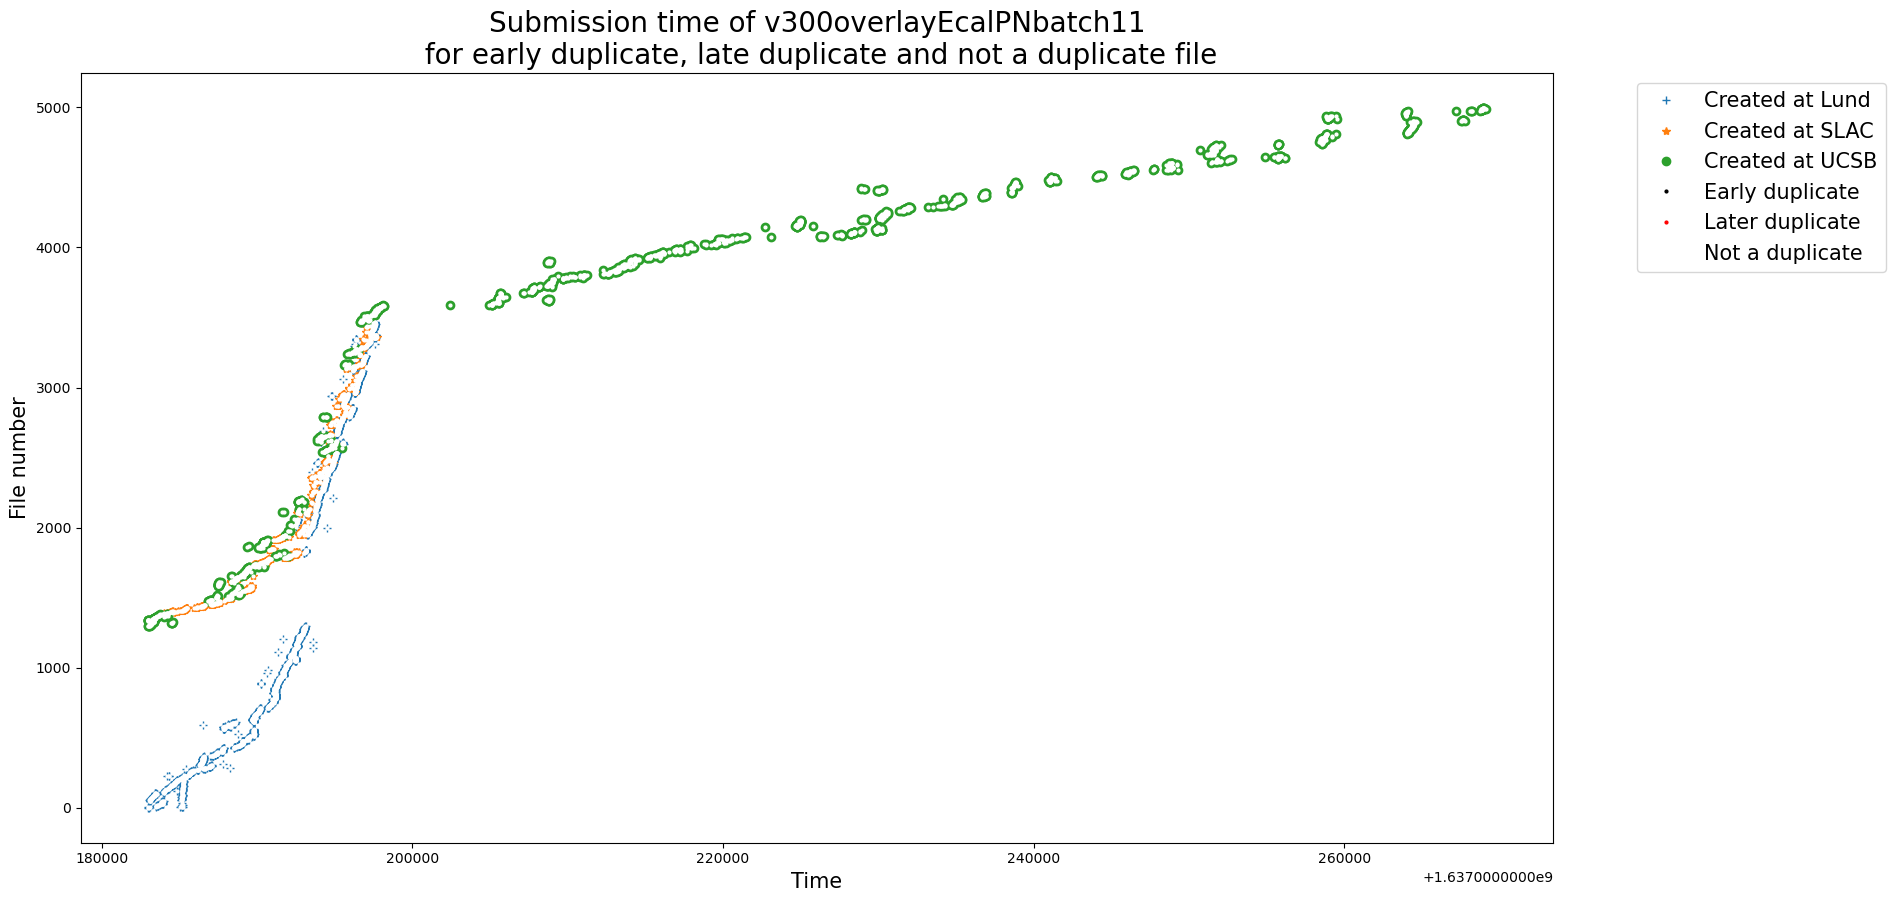 Submission time of v300overlayEcalPNbatch11
for early duplicate, late duplicate and not a duplicate file
Created at Lund
Created at SLAC
Created at UCSB
Early duplicate
Later duplicate
Not a duplicate
File number
5000
4000
3000
2000
1000
0
180000
200000
220000
240000
260000
Time
+1.6370000000e9